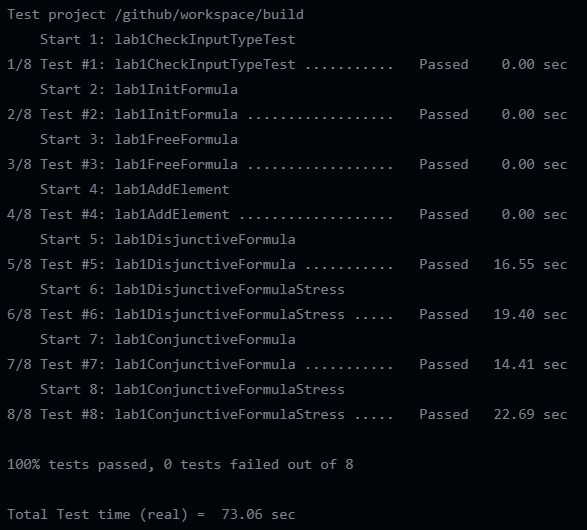 Test project /github/workspace/build
    Start 1: lab1CheckInputTypeTest
1/8 Test #1: lab1CheckInputTypeTest ...........   Passed    0.00 sec
    Start 2: lab1InitFormula
2/8 Test #2: lab1InitFormula ..................   Passed    0.00 sec
    Start 3: lab1FreeFormula
3/8 Test #3: lab1FreeFormula ..................   Passed    0.00 sec
    Start 4: lab1AddElement
4/8 Test #4: lab1AddElement ...................   Passed    0.00 sec
    Start 5: lab1DisjunctiveFormula
5/8 Test #5: lab1DisjunctiveFormula ...........   Passed   16.55 sec
    Start 6: lab1DisjunctiveFormulaStress
6/8 Test #6: lab1DisjunctiveFormulaStress .....   Passed   19.40 sec
    Start 7: lab1ConjunctiveFormula
7/8 Test #7: lab1ConjunctiveFormula ...........   Passed   14.41 sec
    Start 8: lab1ConjunctiveFormulaStress
8/8 Test #8: lab1ConjunctiveFormulaStress .....   Passed   22.69 sec

100% tests passed, 0 tests failed out of 8

Total Test time (real) =  73.06 sec